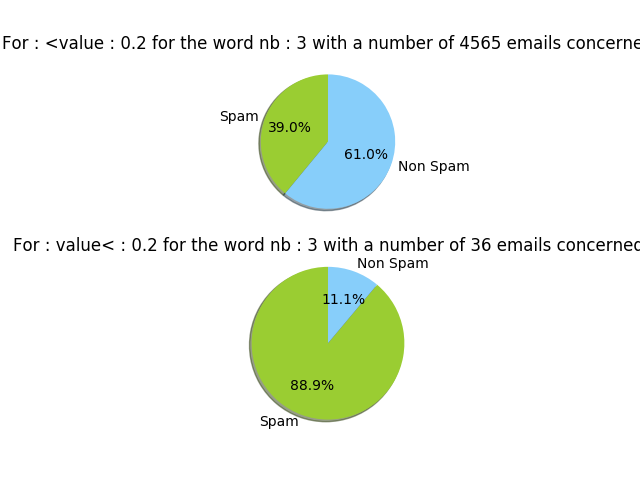 For : <value : 0.2 for the word nb : 3 with a number of 4565 emails concerne
Spam
39.0%
61.0%
Non Spam
For : value< : 0.2 for the word nb : 3 with a number of 36 emails concerned
Non Spam
11.1%
88.9%
Spam